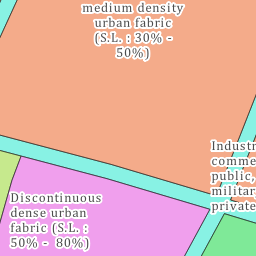 medium density
urban fabric
(S.L. : 30% -
50%)
Industr
comme
public,
militar
private
Discontinuous
dense urban
fabric (S.L. :
50% -  80%)